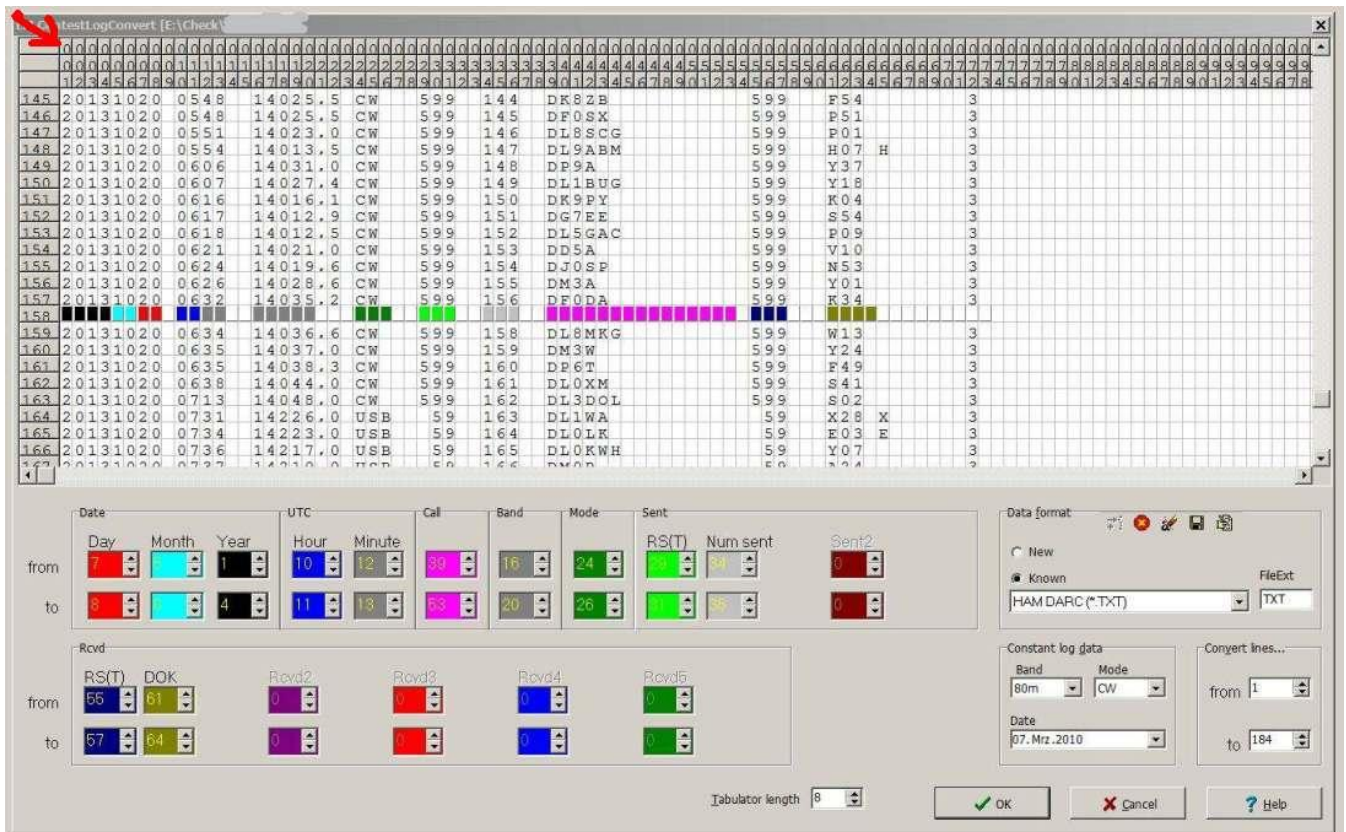 ntestLogConvert [E:\Check\
145 20131020 0548 14025.5 CW 599 144 DK8ZB 599 F54 3
146 20131020 0548 14025.5 CW 599 145 DF0SX 599 P51 3
147 20131020 0551 14023.0 CW 599 146 DL8SCG 599 P01 3
148 20131020 0554 14013.5 CW 599 147 DL9ABM 599 H07 H 3
149 20131020 0606 14031.0 CW 599 148 DP9A 599 Y37 3
150 20131020 0607 14027.4 CW 599 149 DL1BUG 599 Y18 3
151 20131020 0616 14016.1 CW 599 150 DK9PY 599 K04 3
152 20131020 0617 14012.9 CW 599 151 DG7EE 599 S54 3
153 20131020 0618 14012.5 CW 599 152 DL5GAC 599 P09 3
154 20131020 0621 14021.0 CW 599 153 DD5A 599 V10 3
155 20131020 0624 14019.6 CW 599 154 DJ0SP 599 N53 3
156 20131020 0626 14028.6 CW 599 155 DM3A 599 Y01 3
157 20131020 0632 14035.2 CW 599 156 DF0DA 599 K34 3
158
159 20131020 0634 14036.6 CW 599 158 DL8MKG 599 W13 3
160 20131020 0635 14037.0 CW 599 159 DM3W 599 Y24 3
161 20131020 0635 14038.3 CW 599 160 DP6T 599 F49 3
162 20131020 0638 14044.0 CW 599 161 DL0XM 599 S41 3
163 20131020 0713 14048.0 CW 599 162 DL3DOL 599 S02 3
164 20131020 0731 14226.0 USB 59 163 DL1WA 59 X28 X 3
165 20131020 0734 14223.0 USB 59 164 DL0LK 59 E03 E 3
166 20131020 0736 14217.0 USB 59 165 DL0KWH 59 Y07 3
Date UTC Call Band Mode Sent
Day Month Year Hour Minute RS(T) Num sent Sent2
from 7 1 10 12 39 16 24 29 34 0
to 8 4 11 13 53 20 26 31 36 0
Data format
New
Known
FileExt
HAM DARC (*.TXT) TXT
Rcvd
RS(T) DOK Rcvd2 Rcvd3 Rcvd4 Rcvd5
from 55 61 0 0 0 0
to 57 64 0 0 0 0
Constant log data
Band Mode
80m CW
Date
07. Mrz .2010
Convert lines...
from 1
to 184
Tabulator length 8
OK
Cancel
Help